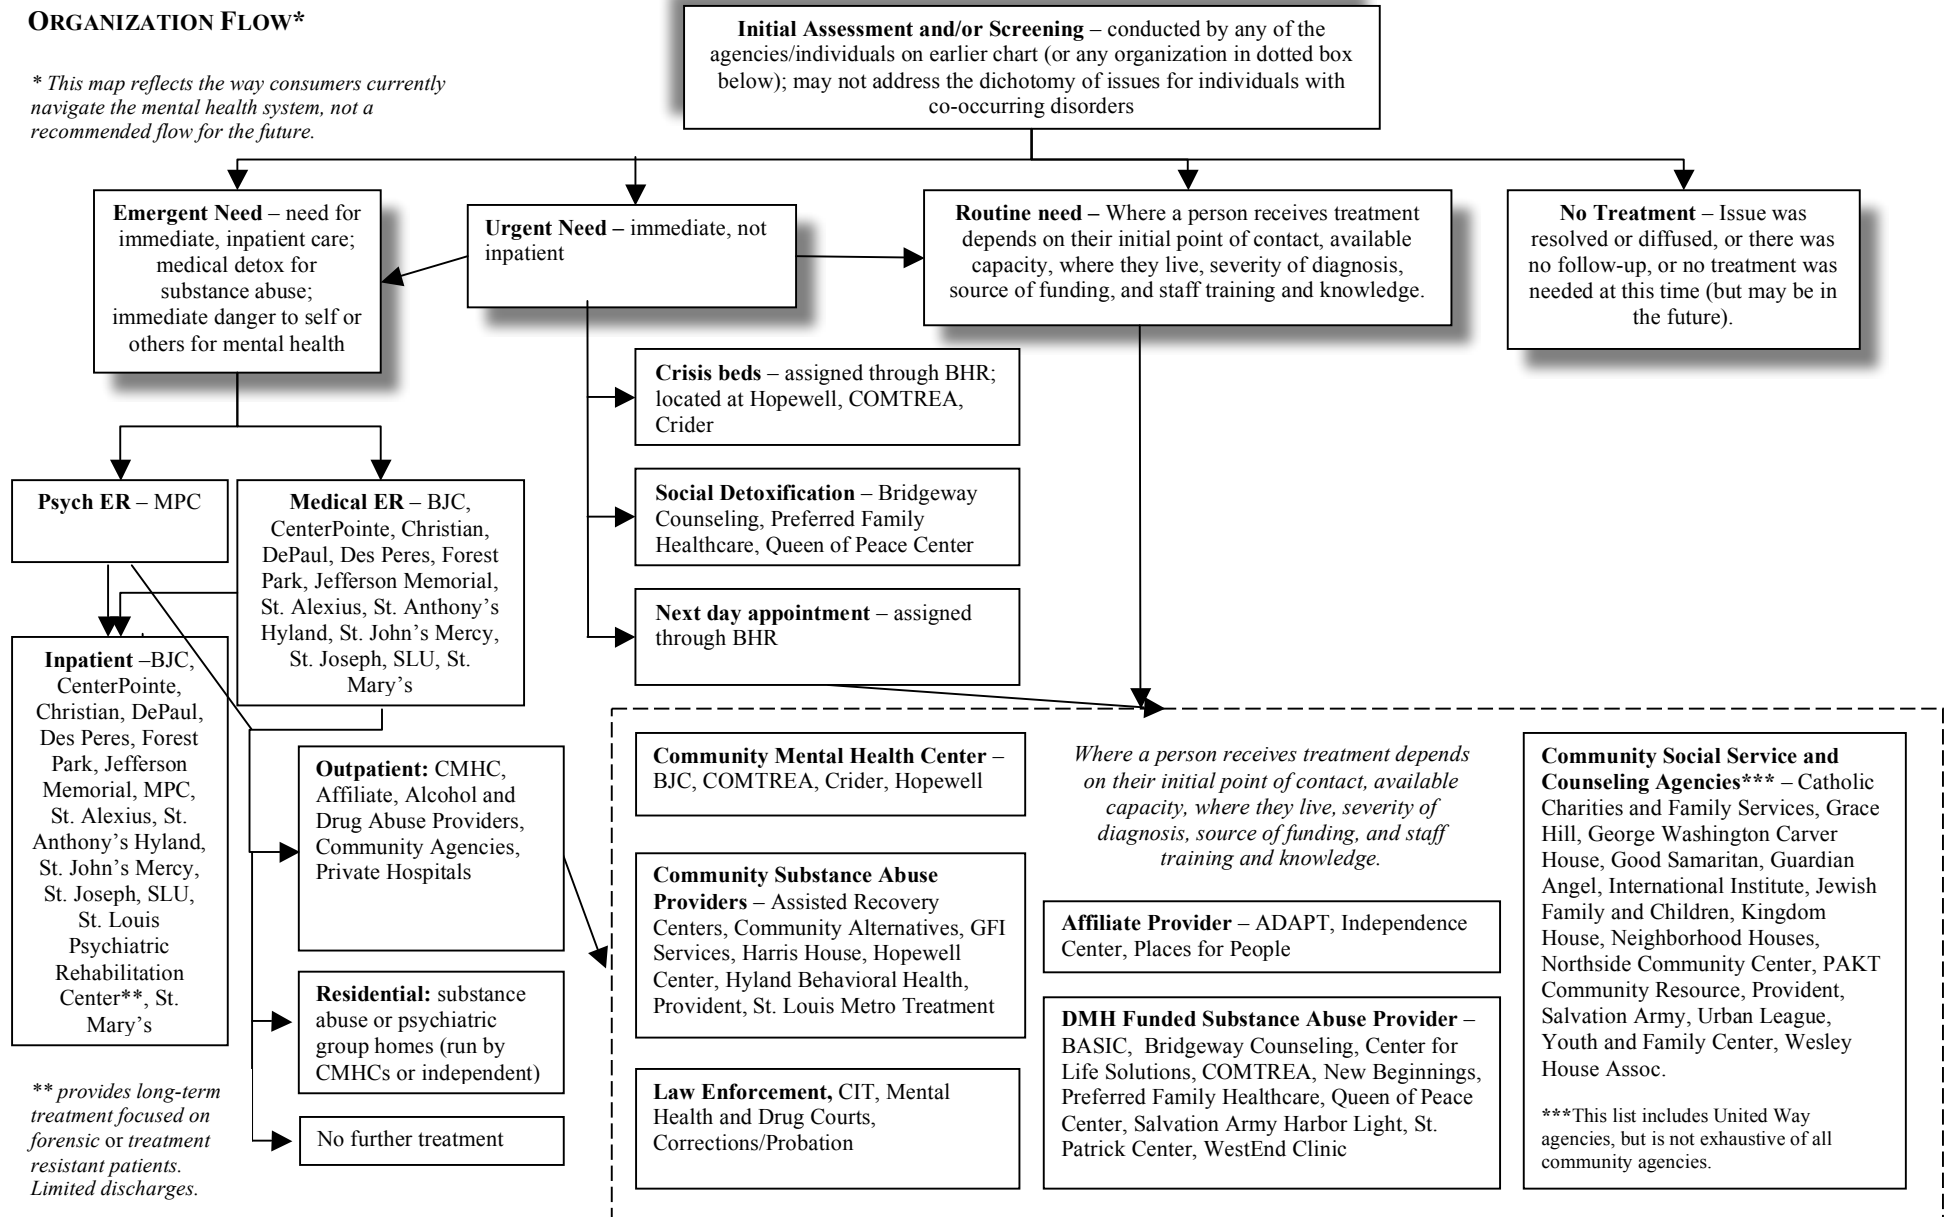 ORGANIZATION FLOW*
* This map reflects the way consumers currently
navigate the mental health system, not a
recommended flow for the future.
Initial Assessment and/or Screening – conducted by any of the
agencies/individuals on earlier chart (or any organization in dotted box
below); may not address the dichotomy of issues for individuals with
co-occurring disorders
Emergent Need – need for
immediate, inpatient care;
medical detox for
substance abuse;
immediate danger to self or
others for mental health
Urgent Need – immediate, not
inpatient
Routine need – Where a person receives treatment
depends on their initial point of contact, available
capacity, where they live, severity of diagnosis,
source of funding, and staff training and knowledge.
No Treatment – Issue was
resolved or diffused, or there was
no follow-up, or no treatment was
needed at this time (but may be in
the future).
Crisis beds – assigned through BHR;
located at Hopewell, COMTREA,
Crider
Social Detoxification – Bridgeway
Counseling, Preferred Family
Healthcare, Queen of Peace Center
Next day appointment – assigned
through BHR
Psych ER – MPC
Medical ER – BJC,
CenterPointe, Christian,
DePaul, Des Peres, Forest
Park, Jefferson Memorial,
St. Alexius, St. Anthony’s
Hyland, St. John’s Mercy,
St. Joseph, SLU, St.
Mary’s
Inpatient –BJC,
CenterPointe,
Christian, DePaul,
Des Peres, Forest
Park, Jefferson
Memorial, MPC,
St. Alexius, St.
Anthony’s Hyland,
St. John’s Mercy,
St. Joseph, SLU,
St. Louis
Psychiatric
Rehabilitation
Center**, St.
Mary’s
** provides long-term
treatment focused on
forensic or treatment
resistant patients.
Limited discharges.
Outpatient: CMHC,
Affiliate, Alcohol and
Drug Abuse Providers,
Community Agencies,
Private Hospitals
Residential: substance
abuse or psychiatric
group homes (run by
CMHCs or independent)
No further treatment
Community Mental Health Center –
BJC, COMTREA, Crider, Hopewell
Community Substance Abuse
Providers – Assisted Recovery
Centers, Community Alternatives, GFI
Services, Harris House, Hopewell
Center, Hyland Behavioral Health,
Provident, St. Louis Metro Treatment
Law Enforcement, CIT, Mental
Health and Drug Courts,
Corrections/Probation
Where a person receives treatment depends
on their initial point of contact, available
capacity, where they live, severity of
diagnosis, source of funding, and staff
training and knowledge.
Affiliate Provider – ADAPT, Independence
Center, Places for People
DMH Funded Substance Abuse Provider –
BASIC, Bridgeway Counseling, Center for
Life Solutions, COMTREA, New Beginnings,
Preferred Family Healthcare, Queen of Peace
Center, Salvation Army Harbor Light, St.
Patrick Center, WestEnd Clinic
Community Social Service and
Counseling Agencies*** – Catholic
Charities and Family Services, Grace
Hill, George Washington Carver
House, Good Samaritan, Guardian
Angel, International Institute, Jewish
Family and Children, Kingdom
House, Neighborhood Houses,
Northside Community Center, PAKT
Community Resource, Provident,
Salvation Army, Urban League,
Youth and Family Center, Wesley
House Assoc.
***This list includes United Way
agencies, but is not exhaustive of all
community agencies.